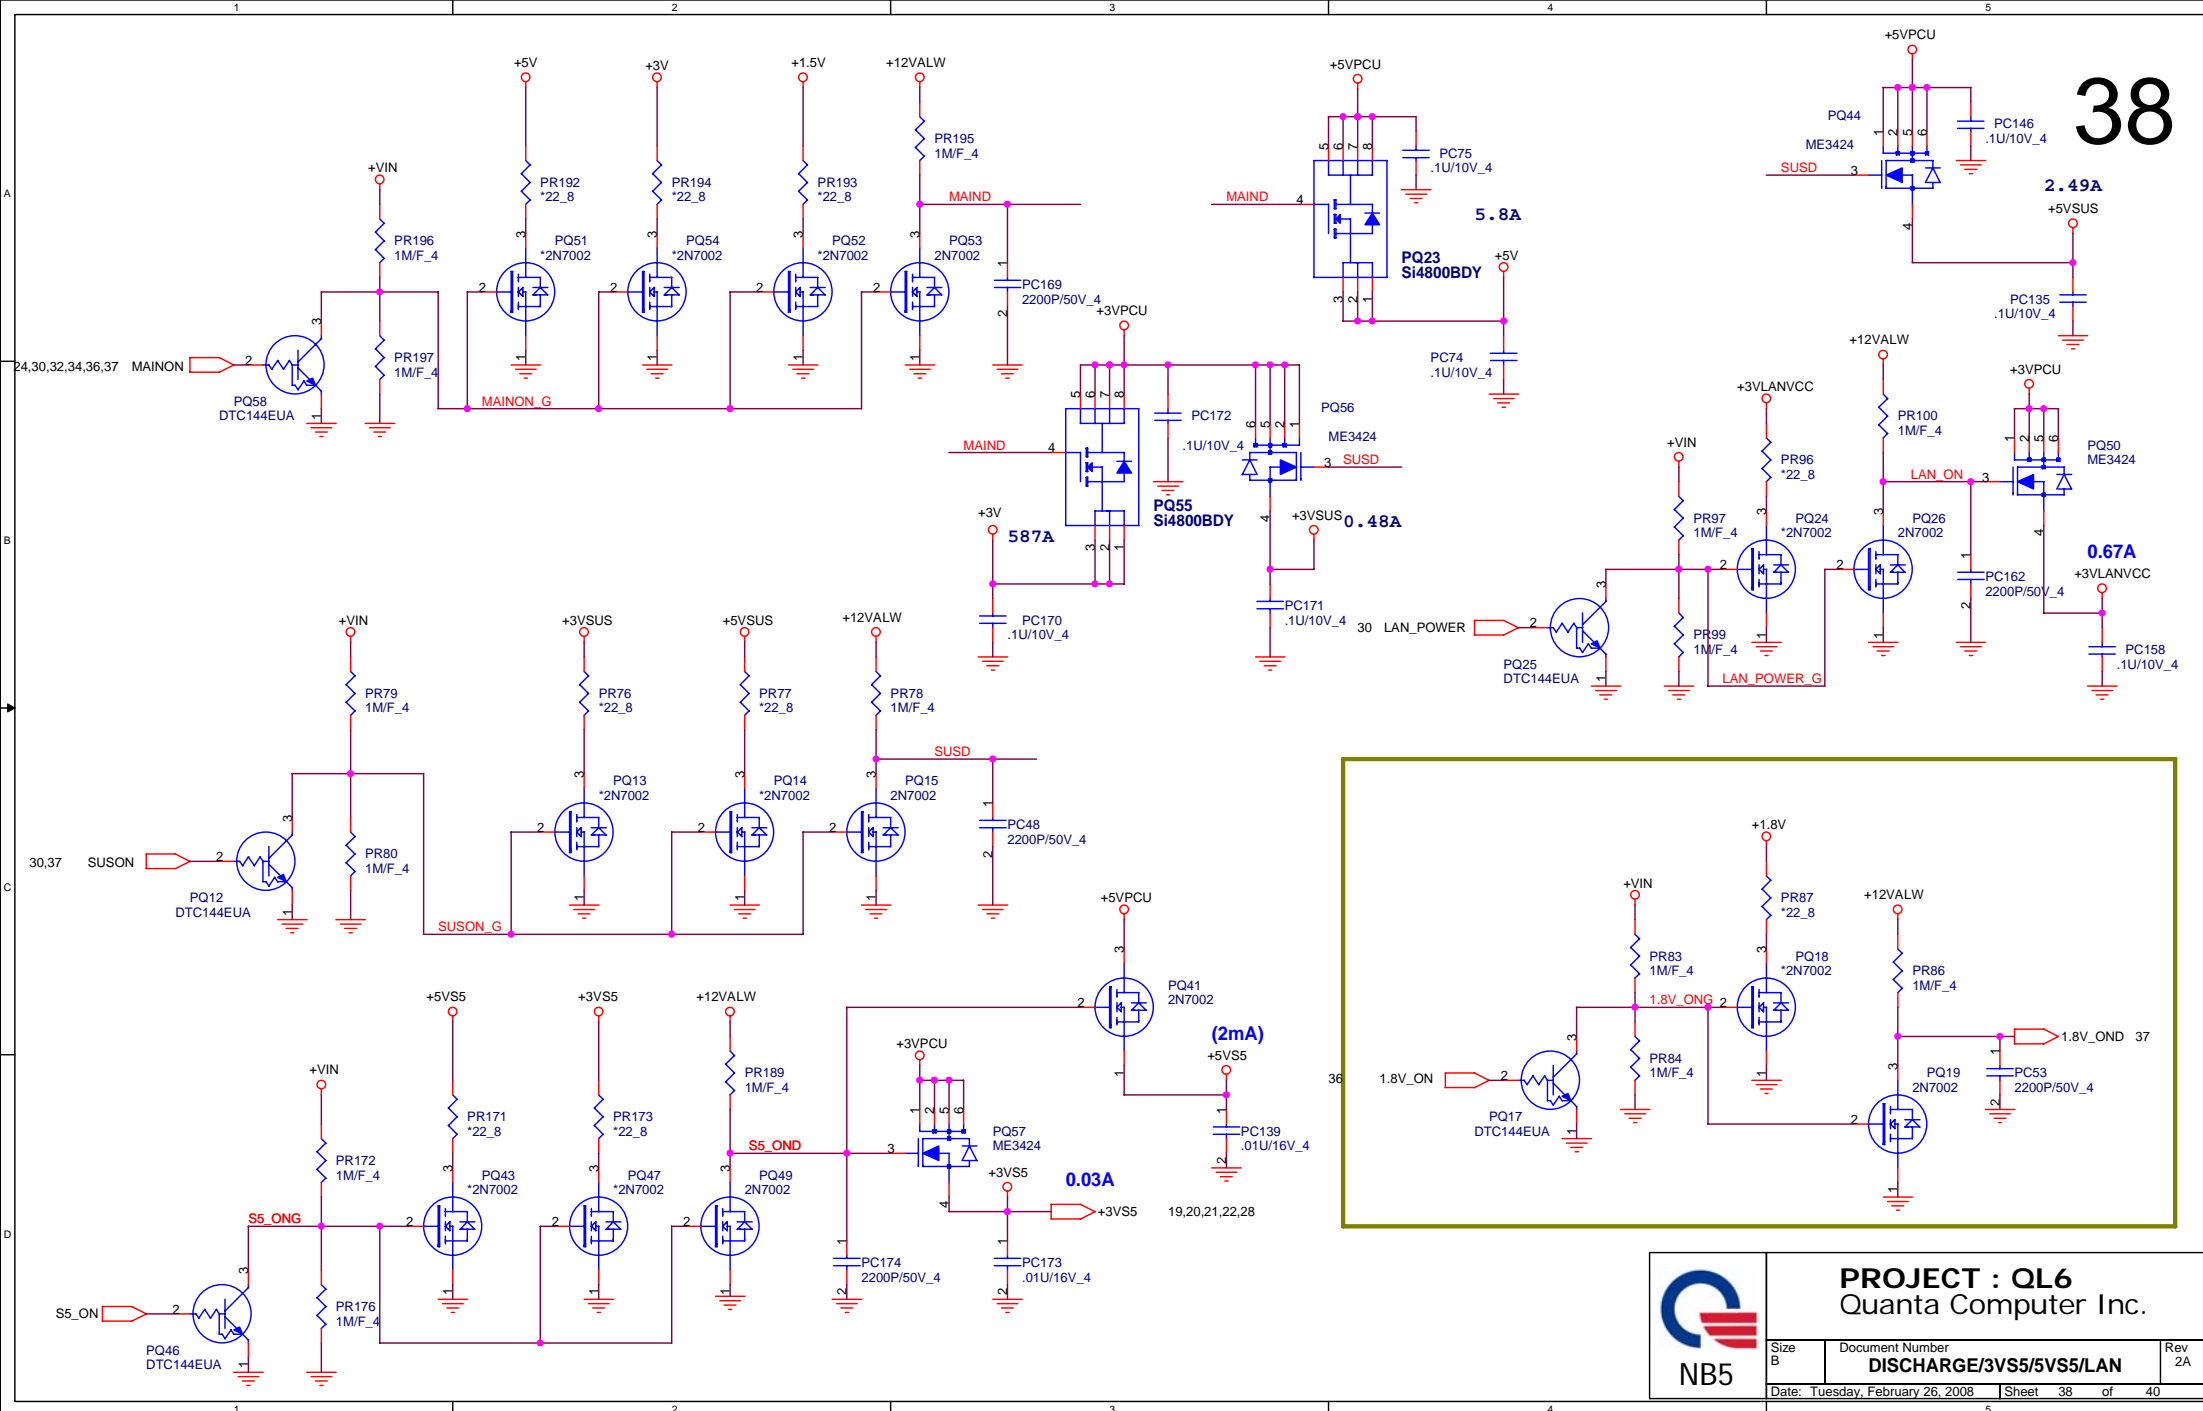 1 2 3 4 5
38
+5V
+3V
+1.5V
+12VALW
+VIN
PR192
*22_8
PR194
*22_8
PR193
*22_8
PR195
1M/F_4
PR196
1M/F_4
PR197
1M/F_4
MAIND
PQ51
*2N7002
PQ54
*2N7002
PQ52
*2N7002
PQ53
2N7002
PC169
2200P/50V_4
24,30,32,34,36,37 MAINON
PQ58
DTC144EUA
MAINON_G
+5VPCU
PC75
.1U/10V_4
MAIND
5.8A
PQ23
Si4800BDY
+5V
PC74
.1U/10V_4
+5VPCU
PQ44
ME3424
PC146
.1U/10V_4
SUSD
2.49A
+5VSUS
PC135
.1U/10V_4
+3VPCU
PC172
.1U/10V_4
MAIND
PQ55
Si4800BDY
PQ56
ME3424
SUSD
+3V
587A
PC170
.1U/10V_4
+3VSUS
0.48A
PC171
.1U/10V_4
+12VALW
+3VLANVCC
+VIN
PR100
1M/F_4
PR96
*22_8
PR97
1M/F_4
PR99
1M/F_4
LAN_ON
+3VPCU
PQ50
ME3424
PQ24
*2N7002
PQ26
2N7002
PC162
2200P/50V_4
0.67A
+3VLANVCC
PC158
.1U/10V_4
30 LAN_POWER
PQ25
DTC144EUA
LAN_POWER_G
+VIN
+3VSUS
+5VSUS
+12VALW
PR79
1M/F_4
PR76
*22_8
PR77
*22_8
PR78
1M/F_4
SUSD
PQ13
*2N7002
PQ14
*2N7002
PQ15
2N7002
PC48
2200P/50V_4
PR80
1M/F_4
30,37 SUSON
PQ12
DTC144EUA
SUSON_G
+5VPCU
PQ41
2N7002
(2mA)
+5VS5
PC139
.01U/16V_4
+5VS5
+3VS5
+12VALW
+VIN
PR171
*22_8
PR173
*22_8
PR189
1M/F_4
PR172
1M/F_4
PR176
1M/F_4
S5_OND
S5_ONG
PQ43
*2N7002
PQ47
*2N7002
PQ49
2N7002
+3VPCU
PQ57
ME3424
+3VS5
0.03A
+3VS5 19,20,21,22,28
PC174
2200P/50V_4
PC173
.01U/16V_4
S5_ON
PQ46
DTC144EUA
+1.8V
+VIN
PR87
*22_8
+12VALW
PR83
1M/F_4
PQ18
*2N7002
PR86
1M/F_4
1.8V_ONG
PR84
1M/F_4
1.8V_OND 37
PQ19
2N7002
PC53
2200P/50V_4
36 1.8V_ON
PQ17
DTC144EUA
A
B
C
D
NB5
PROJECT : QL6
Quanta Computer Inc.
Size
B
Document Number
DISCHARGE/3VS5/5VS5/LAN
Rev
2A
Date: Tuesday, February 26, 2008 Sheet 38 of 40
1 2 3 4 5